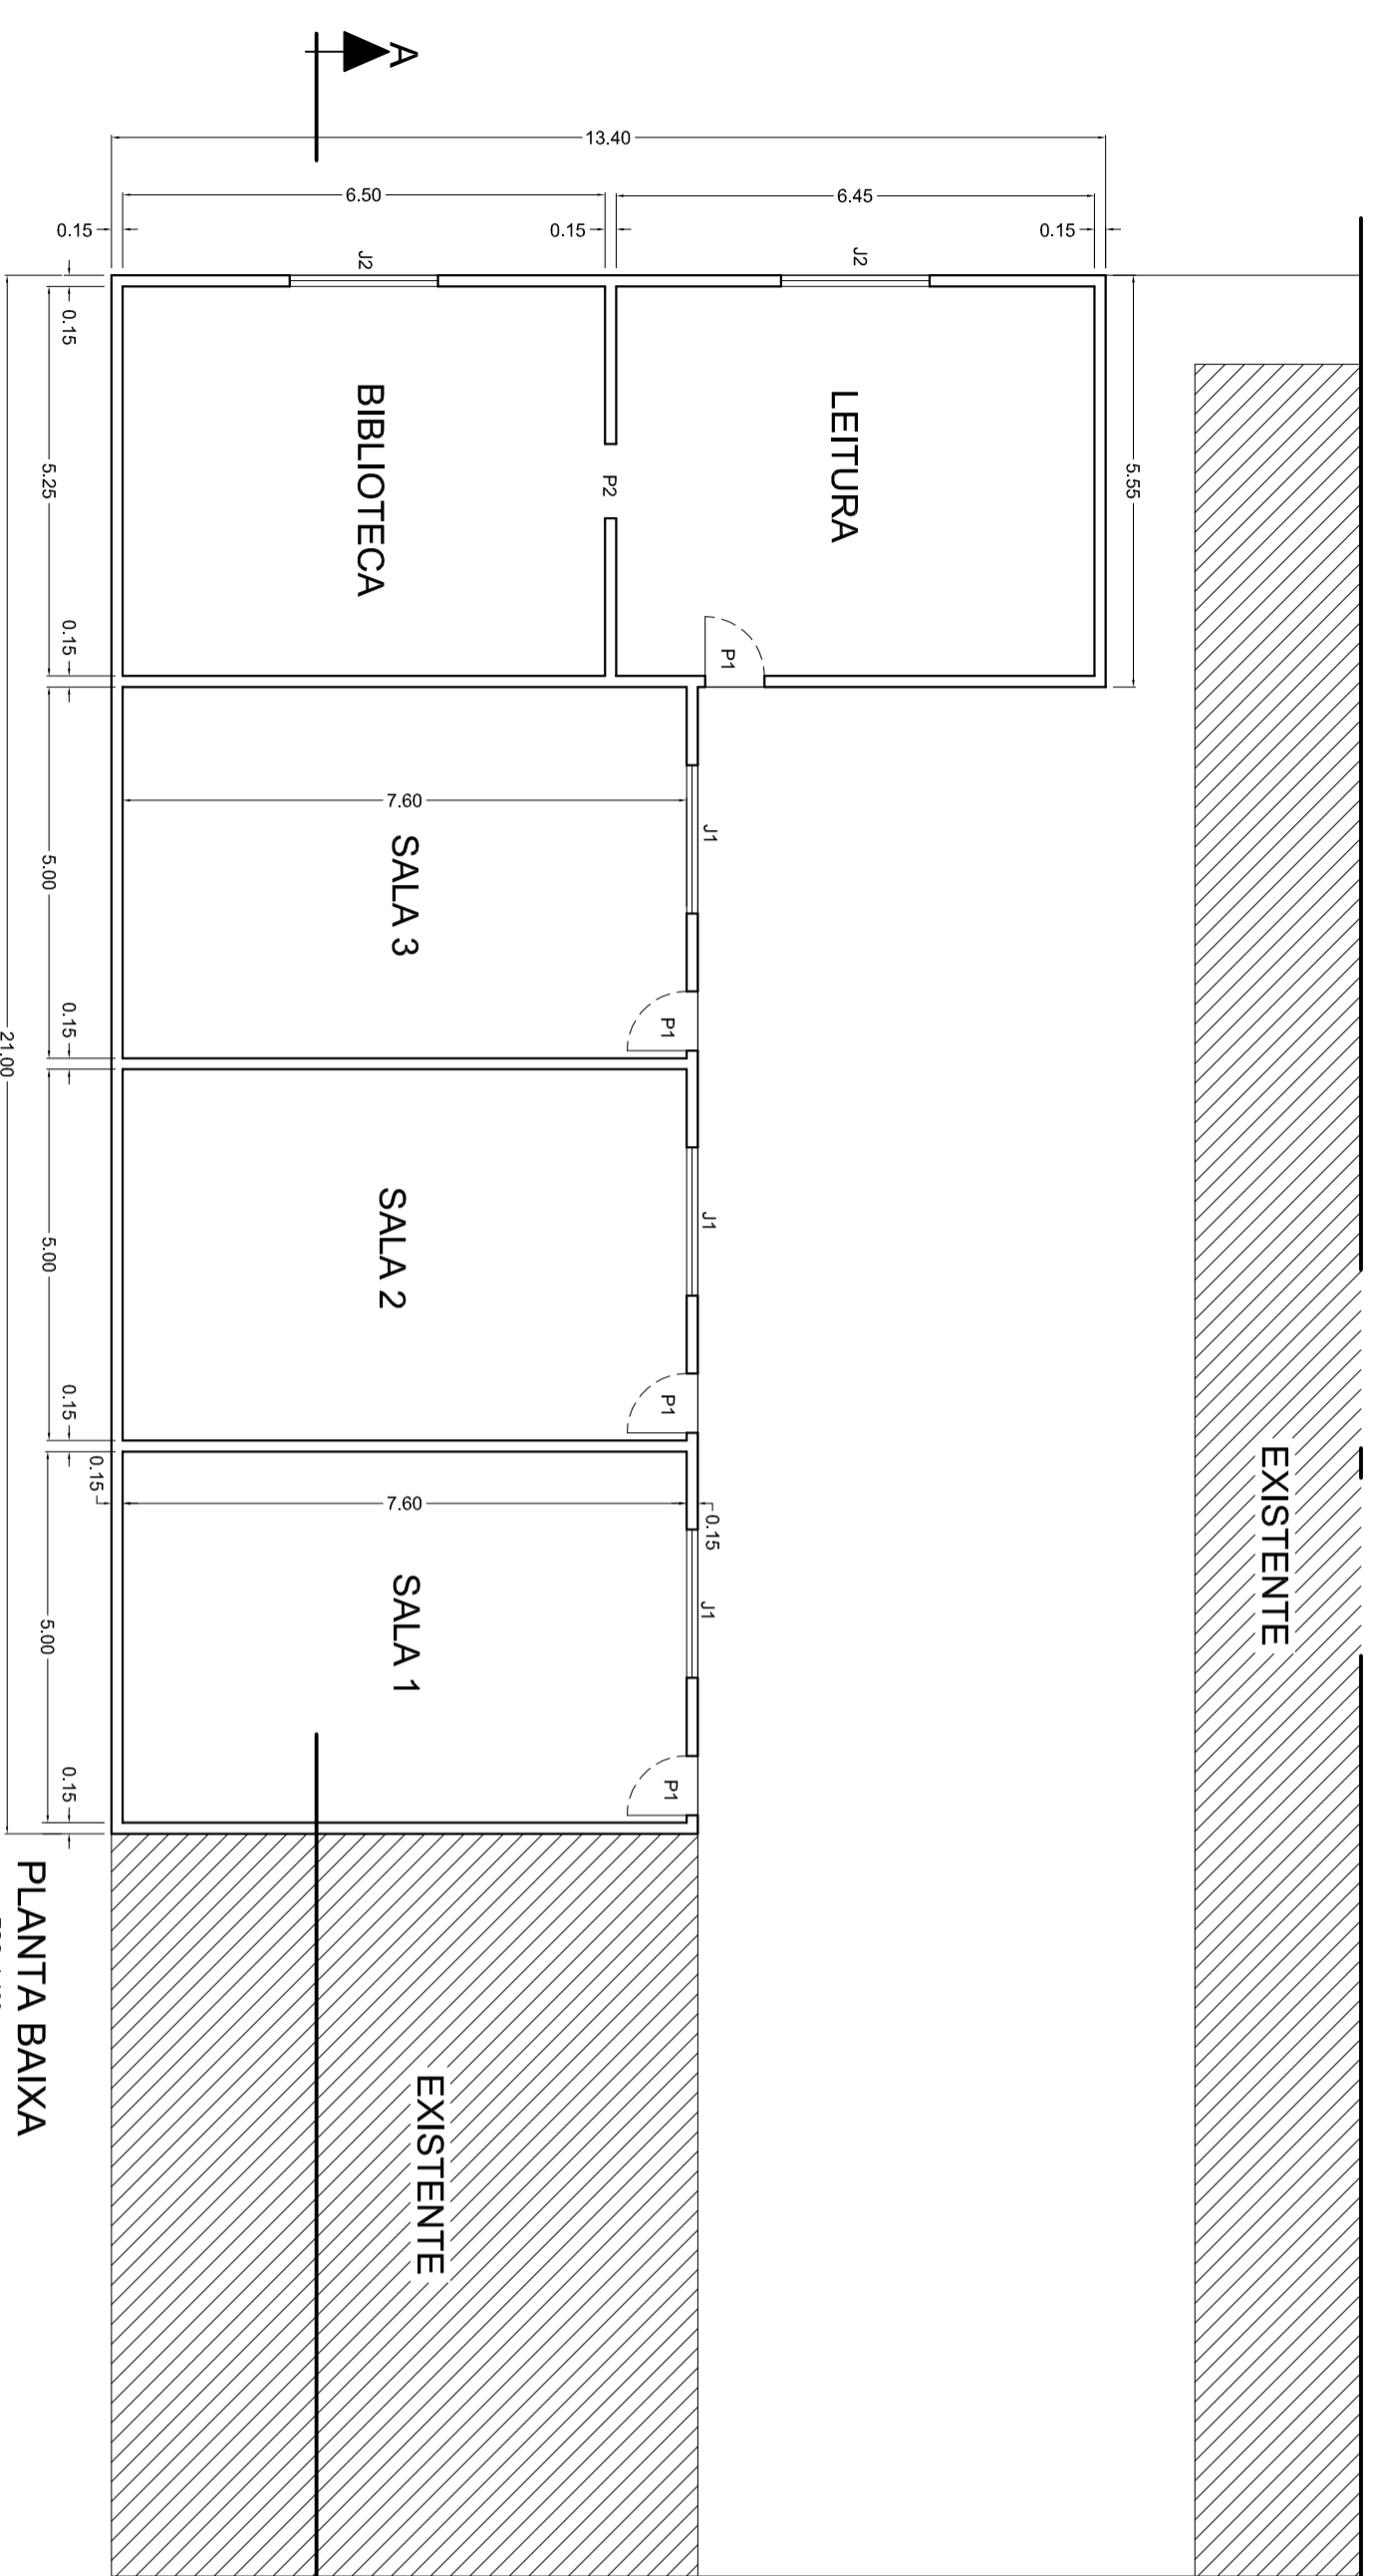 A
13.40
6.50
6.45
0.15
0.15
0.15
J2
J2
0.15
5.25
5.55
BIBLIOTECA
LEITURA
P2
P1
0.15
7.60
SALA 3
J1
5.00
P1
0.15
21.00
SALA 2
J1
5.00
P1
0.15
0.15
7.60
0.15
SALA 1
J1
5.00
P1
0.15
EXISTENTE
EXISTENTE
PLANTA BAIXA